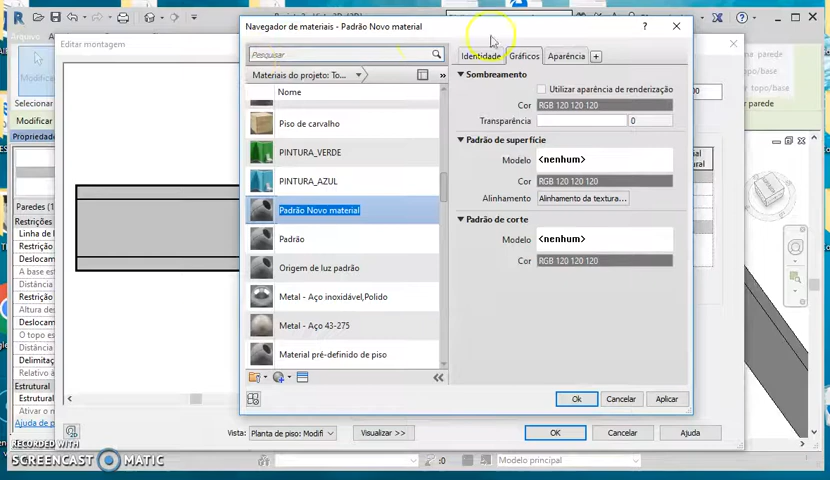 Navegador de materiais - Padrão Novo material
?
Editar montagem
Arquivo
Modificar
Selecionar
Modificar
Propriedade
Paredes (1)
Restrições
Linha de l
Restrição
Deslocam
A base est
Restrição
Altura des
Deslocam
O topo es
Distância
Delimitaç
Relativo á
Estrutural
Estrutural
Ativo o m
Ajuda de p
Pesquisar
Materiais do projeto: To...
»
Nome
Piso de carvalho
PINTURA_VERDE
PINTURA_AZUL
Padrão Novo material
Padrão
Origem de luz padrão
Metal - Aço inoxidável,Polido
Metal - Aço 43-275
Material pré-definido de piso
Identidade
Gráficos
Aparência
+
Sombreamento
Utilizar aparência de renderização
Cor RGB 120 120 120
Transparência 0
Padrão de superfície
Modelo <nenhum>
Cor RGB 120 120 120
Alinhamento Alinhamento da textura...
Padrão de corte
Modelo <nenhum>
Cor RGB 120 120 120
Ok
Cancelar
Aplicar
Vista: Planta de piso: Modifi
Visualizar >>
OK
Cancelar
Ajuda
parede
topo/base
topo/base
parede
:0
Modelo principal
RECORDED WITH
SCREENCAST MATIC